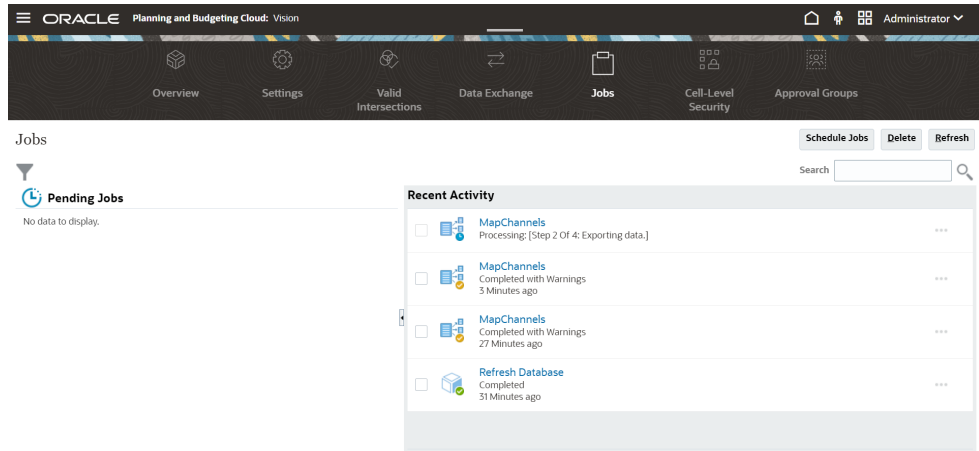 ORACLE Planning and Budgeting Cloud: Vision Administrator
Overview Settings Valid Intersections Data Exchange Jobs Cell-Level Security Approval Groups
Jobs
Schedule Jobs Delete Refresh
Search
Pending Jobs
No data to display.
Recent Activity
MapChannels
Processing: [Step 2 Of 4: Exporting data.]
MapChannels
Completed with Warnings
3 Minutes ago
MapChannels
Completed with Warnings
27 Minutes ago
Refresh Database
Completed
31 Minutes ago